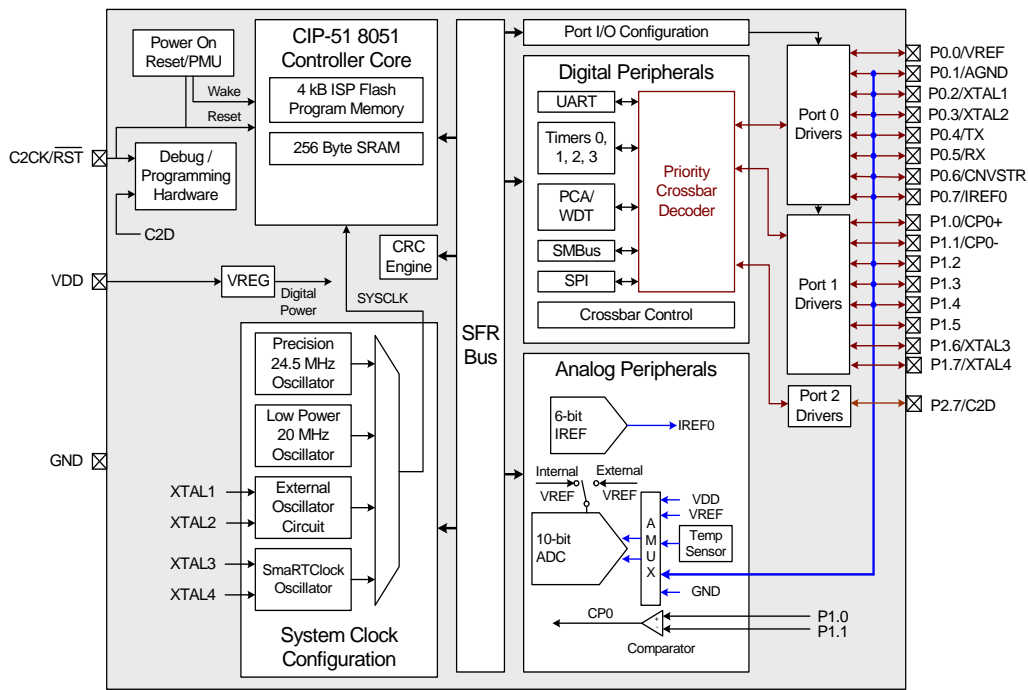 Power On
Reset/PMU
Wake
Reset
C2CK/RST
Debug /
Programming
Hardware
C2D
VDD
VREG
Digital
Power
GND
CIP-51 8051
Controller Core
4 kB ISP Flash
Program Memory
256 Byte SRAM
CRC
Engine
SYSCLK
Precision
24.5 MHz
Oscillator
Low Power
20 MHz
Oscillator
External
Oscillator
Circuit
SmaRTClock
Oscillator
XTAL1
XTAL2
XTAL3
XTAL4
System Clock
Configuration
SFR
Bus
Port I/O Configuration
Digital Peripherals
UART
Timers 0,
1, 2, 3
PCA/
WDT
SMBus
SPI
Priority
Crossbar
Decoder
Crossbar Control
Analog Peripherals
6-bit
IREF
IREF0
Internal
VREF
External
VREF
10-bit
ADC
A
M
U
X
VDD
VREF
Temp
Sensor
GND
CP0
+
-
Comparator
P1.0
P1.1
Port 0
Drivers
Port 1
Drivers
Port 2
Drivers
P0.0/VREF
P0.1/AGND
P0.2/XTAL1
P0.3/XTAL2
P0.4/TX
P0.5/RX
P0.6/CNVSTR
P0.7/IREF0
P1.0/CP0+
P1.1/CP0-
P1.2
P1.3
P1.4
P1.5
P1.6/XTAL3
P1.7/XTAL4
P2.7/C2D